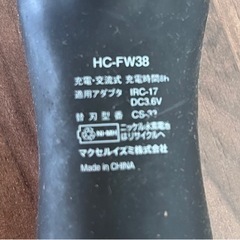 HC-FW38
充電・交流式 充電時間8h
適用アダプタ IRC-17
DC3.6V
替刃型番
Ni-MH
ニッケル水素電池
はリサイクルへ
マクセルイズミ株式会社
Made in CHINA